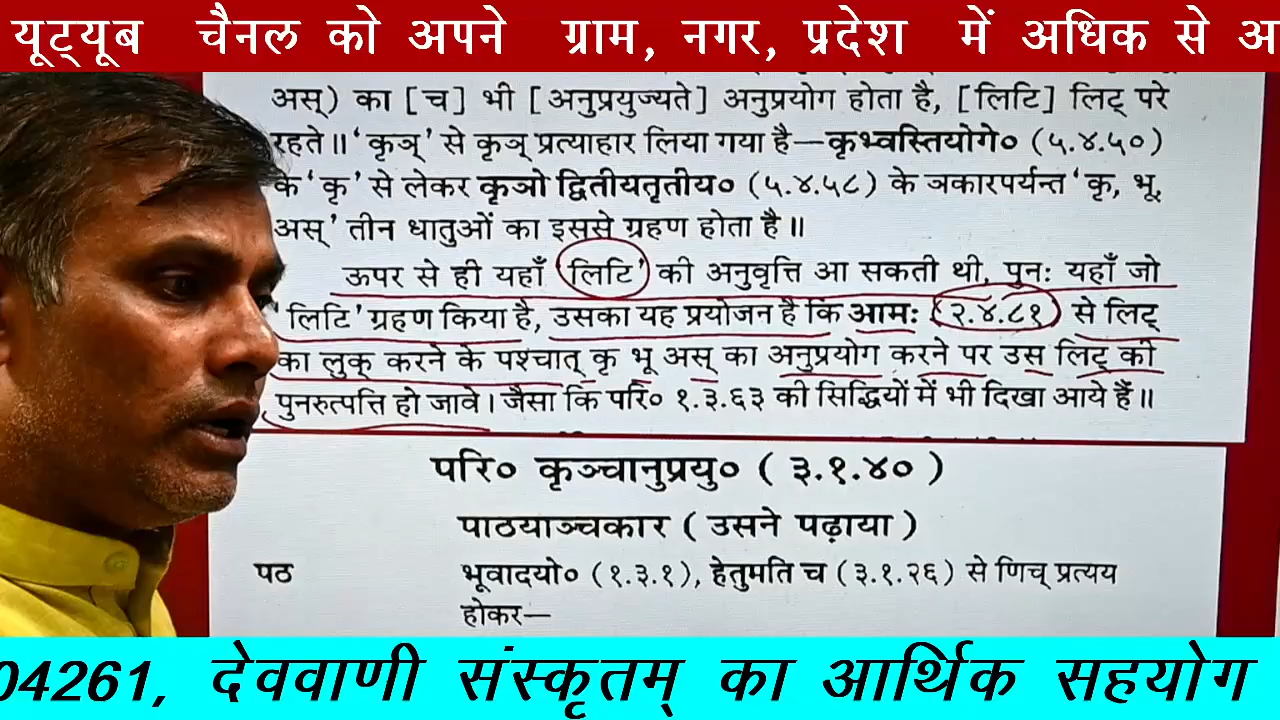 यूट्यूब चैनल को अपने ग्राम, नगर, प्रदेश में अधिक से अ
अस्) का [च] भी [अनुप्रयुज्यते] अनुप्रयोग होता है, [लिटि] लिट् परे
रहते॥ 'कृञ्' से कृञ् प्रत्याहार लिया गया है—कृभ्वस्तियोगे० (५.४.५०)
के 'कृ' से लेकर कृञो द्वितीयतृतीय० (५.४.५८) के ञकारपर्यन्त 'कृ, भू,
अस्' तीन धातुओं का इससे ग्रहण होता है॥
ऊपर से ही यहाँ 'लिटि' की अनुवृत्ति आ सकती थी, पुनः यहाँ जो
'लिटि' ग्रहण किया है, उसका यह प्रयोजन है कि आमः (२.४.८१) से लिट्
का लुक् करने के पश्चात् कृ भू अस् का अनुप्रयोग करने पर उस लिट् की
पुनरुत्पत्ति हो जावे। जैसा कि परि० १.३.६३ की सिद्धियों में भी दिखा आये हैं॥
परि० कृञ्चानुप्रयु० (३.१.४०)
पाठयाञ्चकार (उसने पढ़ाया)
पठ भूवादयो० (१.३.१), हेतुमति च (३.१.२६) से णिच् प्रत्यय
होकर—
04261, देववाणी संस्कृतम् का आर्थिक सहयोग